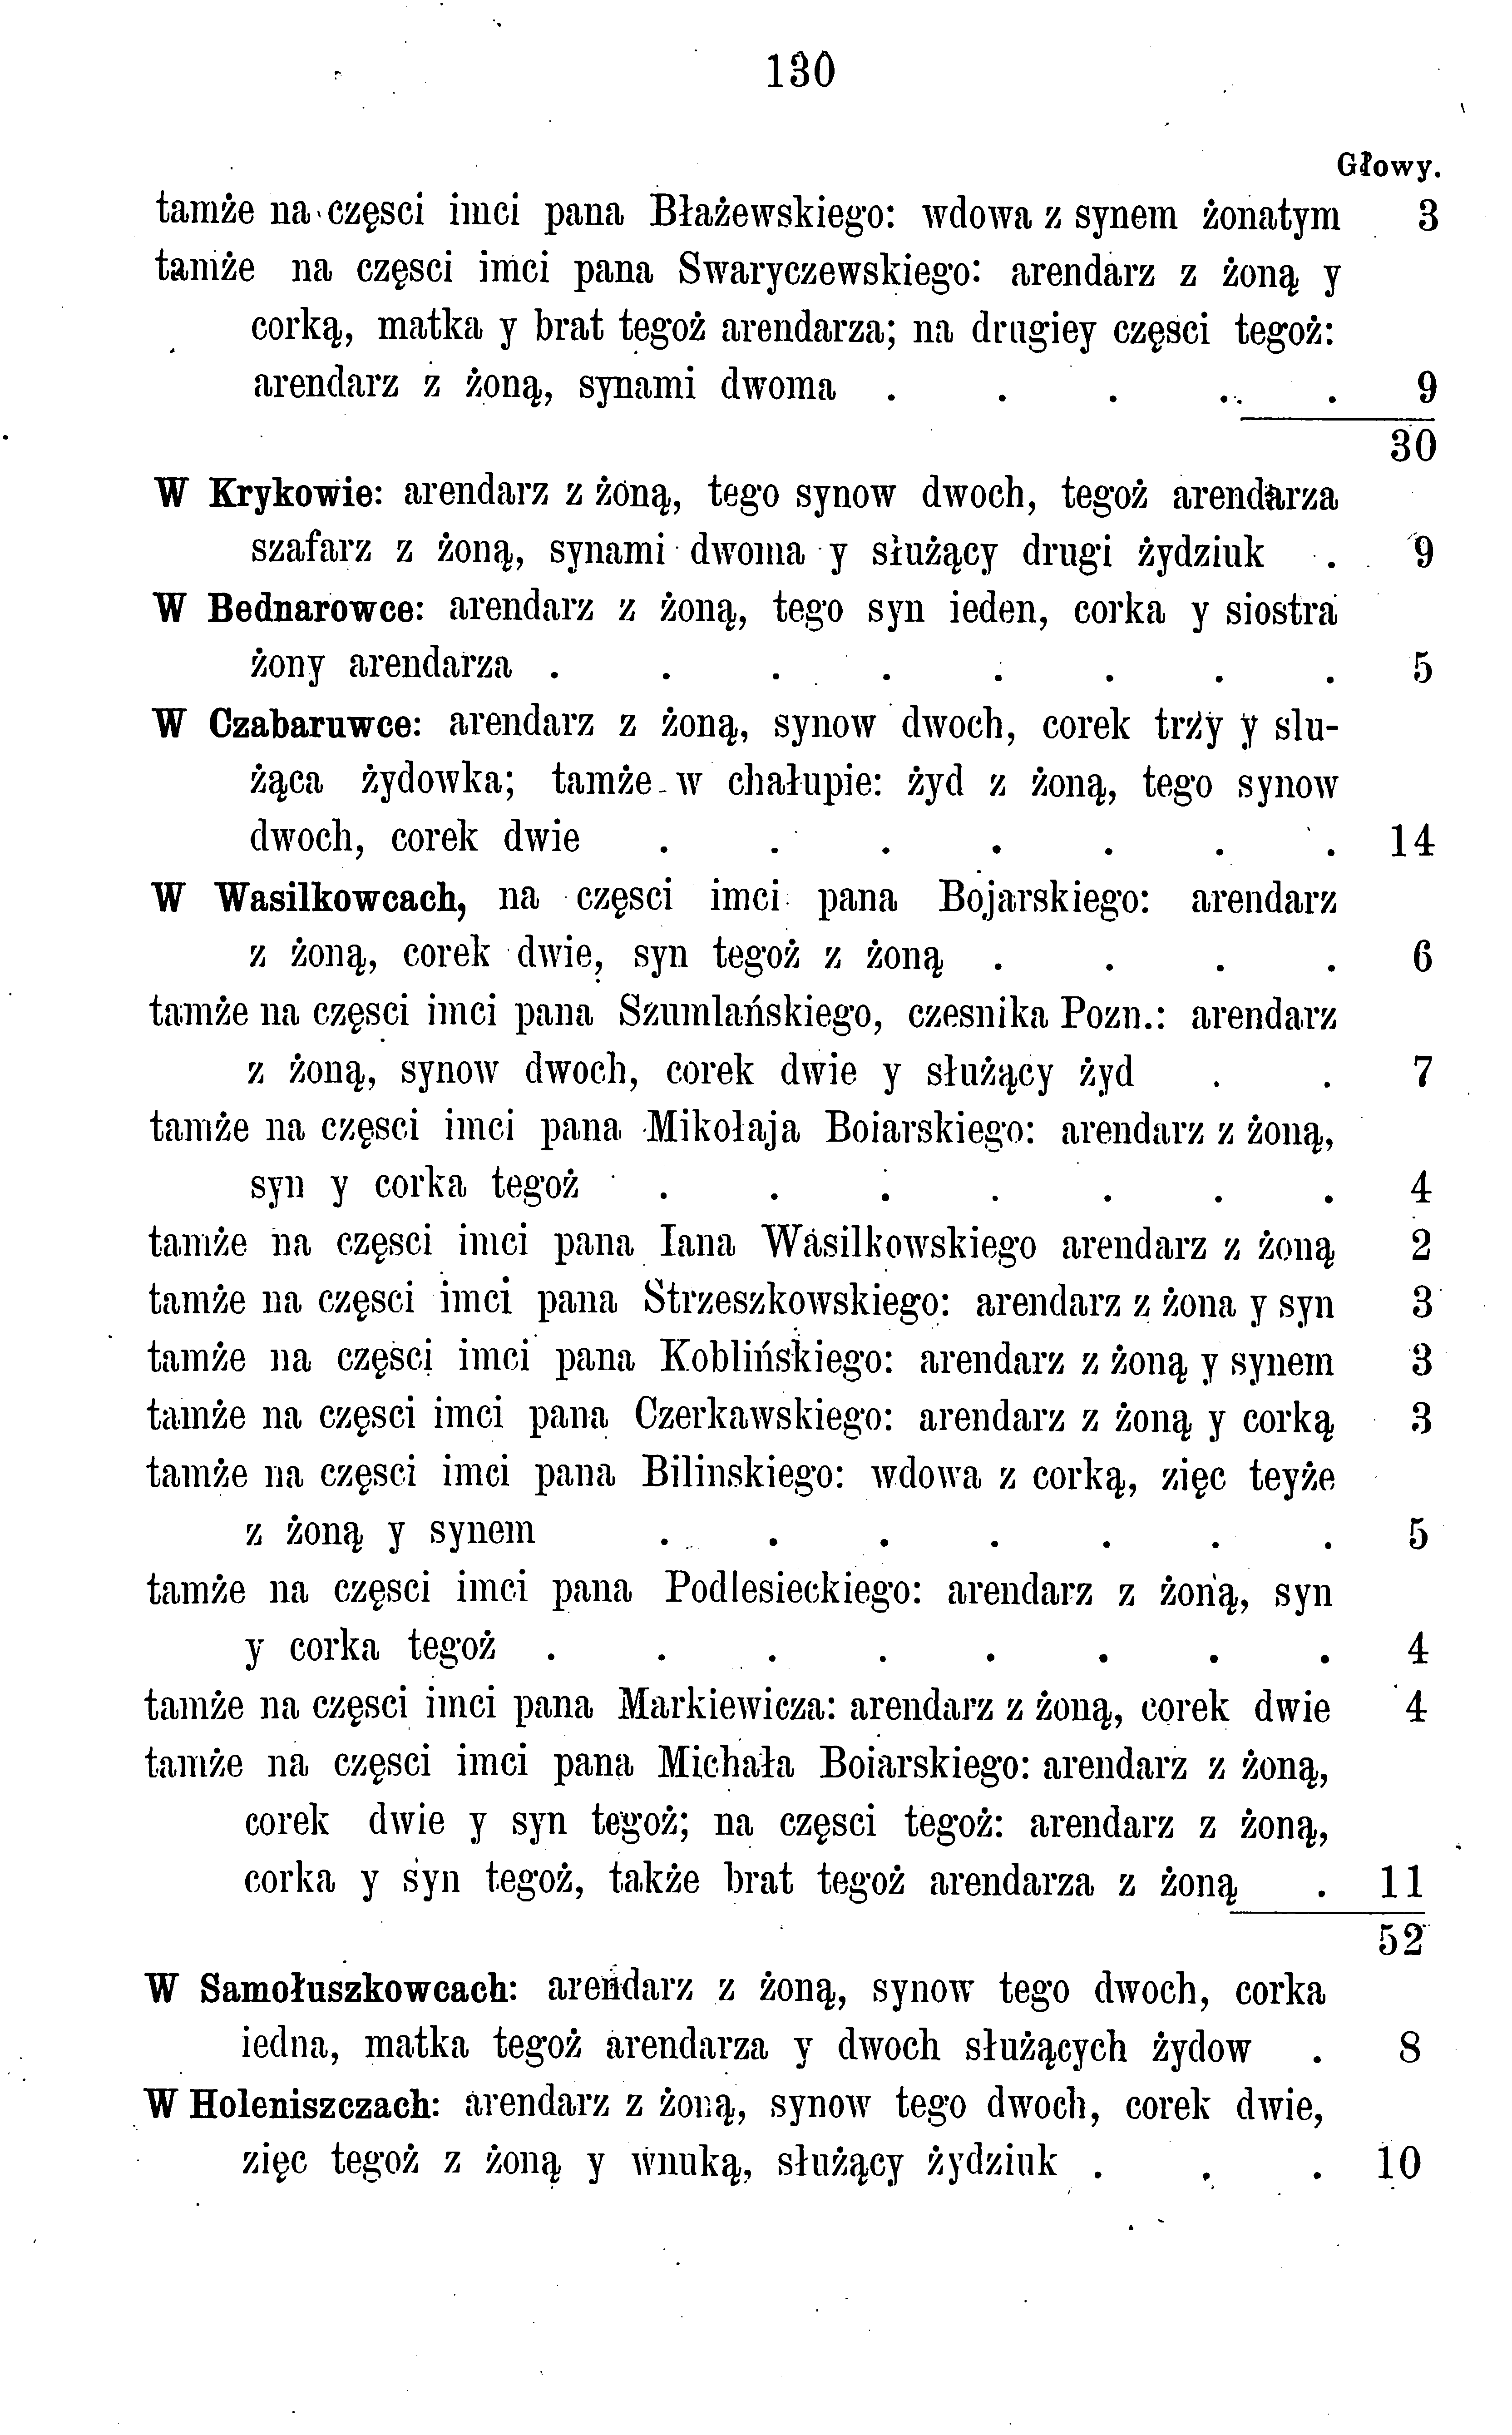 130
Głowy.
tamże na częsci imci pana Błażewskiego: wdowa z synem żonatym 3
tamże na częsci imci pana Swaryczewskiego: arendarz z żoną y
corką, matka y brat tegoż arendarza; na drugiey częsci tegoż:
arendarz z żoną, synami dwoma . . . . . 9
30
W Krykowie: arendarz z żoną, tego synow dwoch, tegoż arendarza
szafarz z żoną, synami dwoma y służący drugi żydziuk . 9
W Bednarowce: arendarz z żoną, tego syn ieden, corka y siostra
żony arendarza . . . . . . . . 5
W Czabaruwce: arendarz z żoną, synow dwoch, corek trzy y slu-
żąca żydowka; tamże w chałupie: żyd z żoną, tego synow
dwoch, corek dwie . . . . . . . 14
W Wasilkowcach, na częsci imci pana Bojarskiego: arendarz
z żoną, corek dwie, syn tegoż z żoną . . . . 6
tamże na częsci imci pana Szumlańskiego, czesnika Pozn.: arendarz
z żoną, synow dwoch, corek dwie y służący żyd . . 7
tamże na częsci imci pana Mikołaja Boiarskiego: arendarz z żoną,
syn y corka tegoż . . . . . . . 4
tamże na częsci imci pana Iana Wasilkowskiego arendarz z żoną 2
tamże na częsci imci pana Strzeszkowskiego: arendarz z żona y syn 3
tamże na częsci imci pana Koblińskiego: arendarz z żoną y synem 3
tamże na częsci imci pana Czerkawskiego: arendarz z żoną y corką 3
tamże na częsci imci pana Bilinskiego: wdowa z corką, zięc teyże
z żoną y synem . . . . . . . 5
tamże na częsci imci pana Podlesieckiego: arendarz z żoną, syn
y corka tegoż . . . . . . . . 4
tamże na częsci imci pana Markiewicza: arendarz z żoną, corek dwie 4
tamże na częsci imci pana Michała Boiarskiego: arendarz z żoną,
corek dwie y syn tegoż; na częsci tegoż: arendarz z żoną,
corka y syn tegoż, także brat tegoż arendarza z żoną . 11
52
W Samołuszkowcach: arendarz z żoną, synow tego dwoch, corka
iedna, matka tegoż arendarza y dwoch służących żydow . 8
W Holeniszczach: arendarz z żoną, synow tego dwoch, corek dwie,
zięc tegoż z żoną y wnuką, służący żydziuk . . . 10